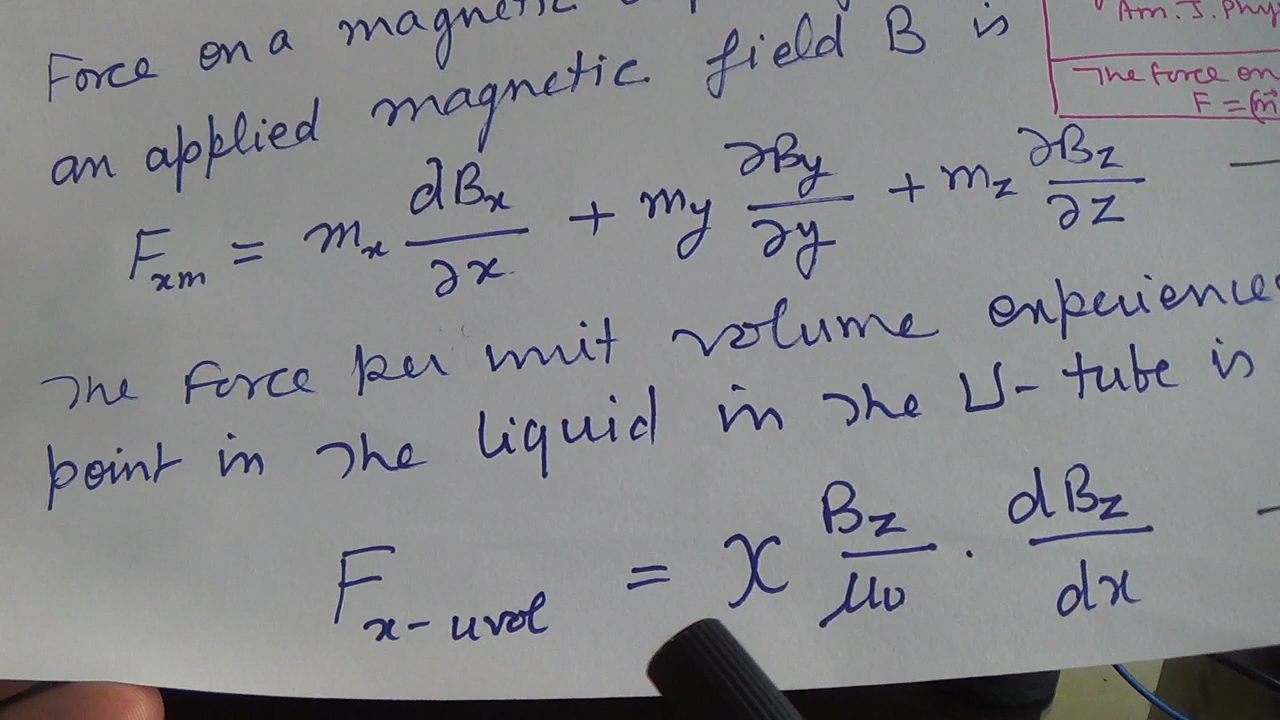 Am. J. Phy
Force on a magnetic
an applied magnetic field B is
The force on
F = (m⃗
F_xm = m_x dB_x/∂x + m_y ∂B_y/∂y + m_z ∂B_z/∂z
The force per unit volume experience
point in the liquid in the U-tube is
F_x-uvol = χ B_z/μ₀ · dB_z/dx